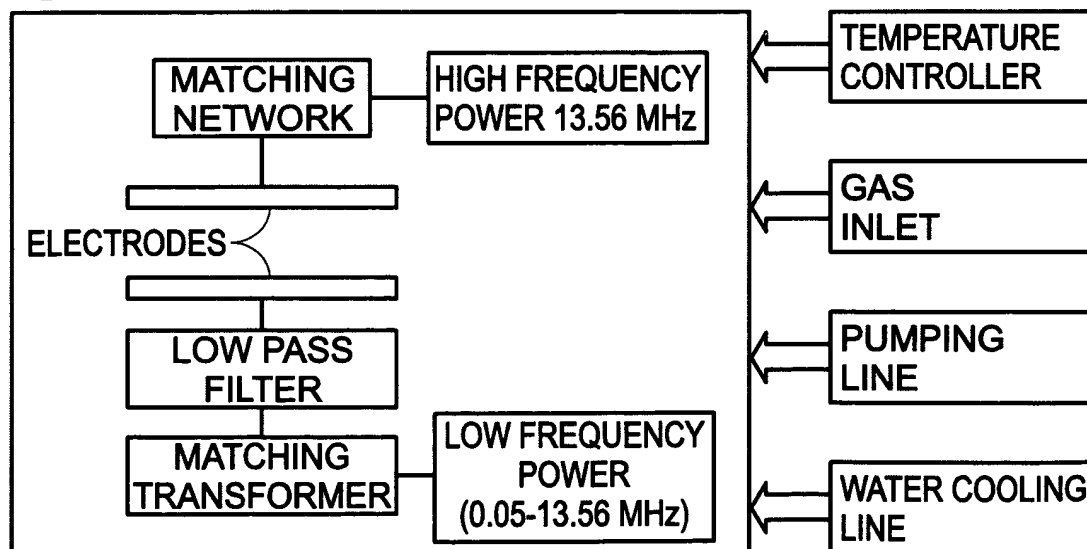 MATCHING
NETWORK
HIGH FREQUENCY
POWER 13.56 MHz
ELECTRODES
LOW PASS
FILTER
MATCHING
TRANSFORMER
LOW FREQUENCY
POWER
(0.05-13.56 MHz)
TEMPERATURE
CONTROLLER
GAS
INLET
PUMPING
LINE
WATER COOLING
LINE